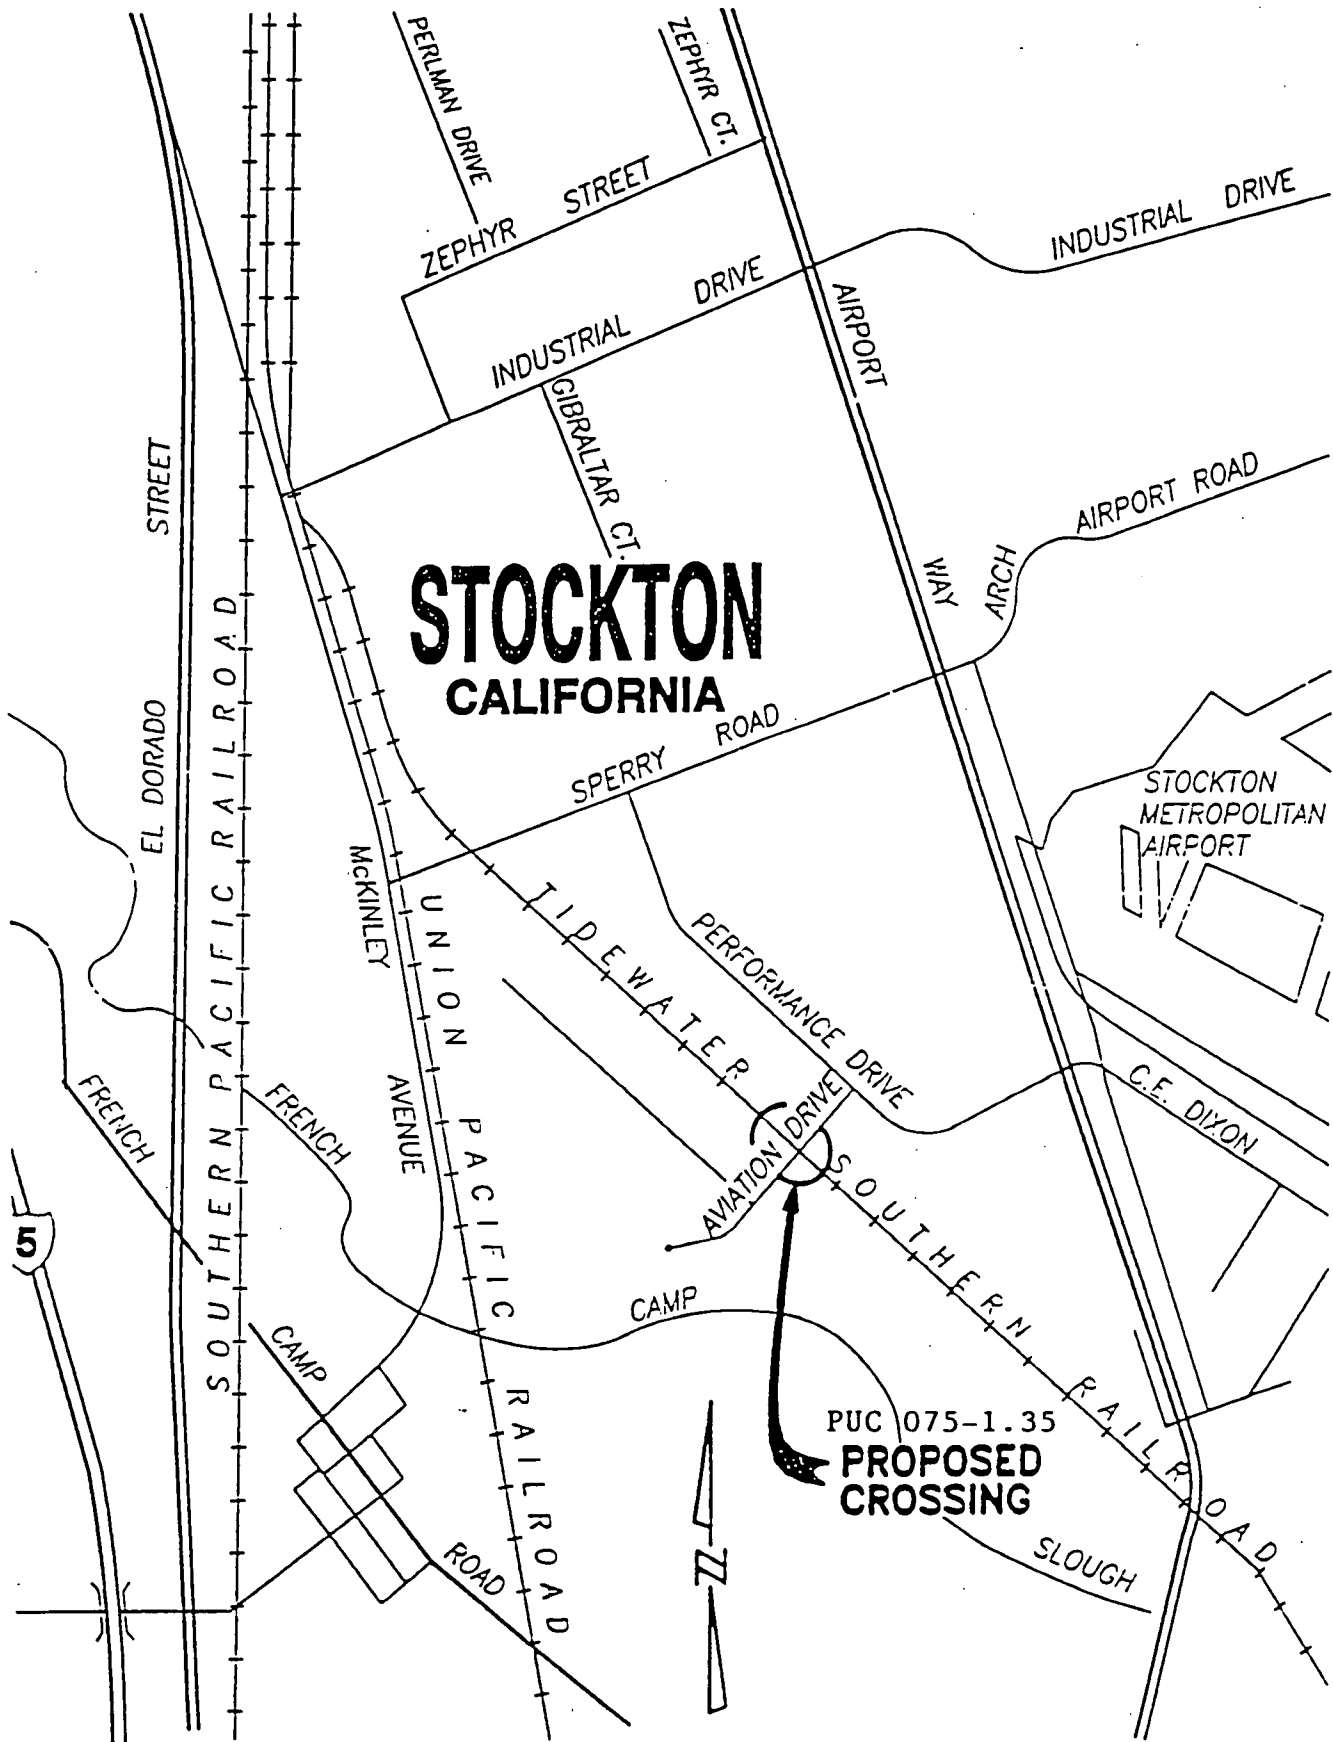 PERLMAN DRIVE
ZEPHYR CT.
ZEPHYR STREET
INDUSTRIAL DRIVE
INDUSTRIAL DRIVE
AIRPORT WAY
GIBRALTAR CT.
EL DORADO STREET
ARCH AIRPORT ROAD
STOCKTON
CALIFORNIA
SPERRY ROAD
SOUTHERN PACIFIC RAILROAD
STOCKTON
METROPOLITAN
AIRPORT
McKINLEY AVENUE
UNION PACIFIC RAILROAD
TIDEWATER SOUTHERN RAILROAD
PERFORMANCE DRIVE
AVIATION DRIVE
C.E. DIXON
FRENCH
FRENCH CAMP SLOUGH
5
CAMP ROAD
PUC 075-1.35
PROPOSED
CROSSING
N